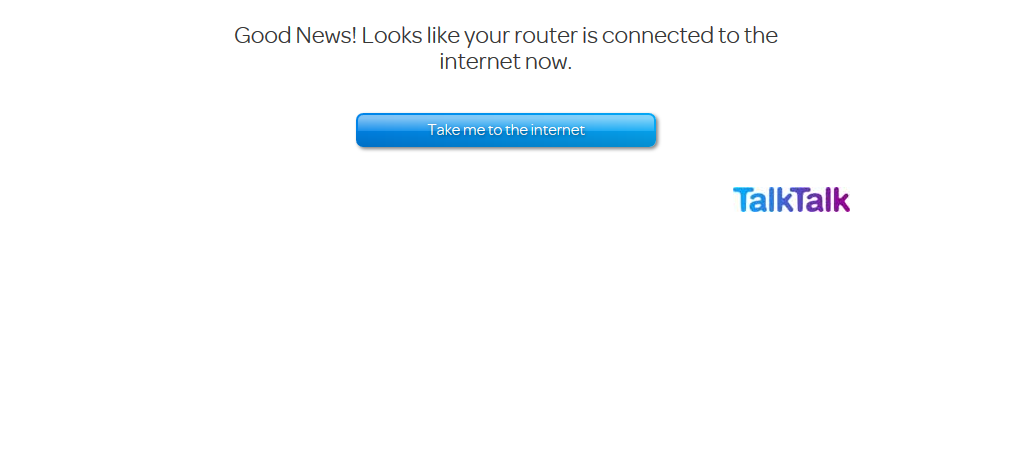 Good News! Looks like your router is connected to the
internet now.
Take me to the internet
TalkTalk